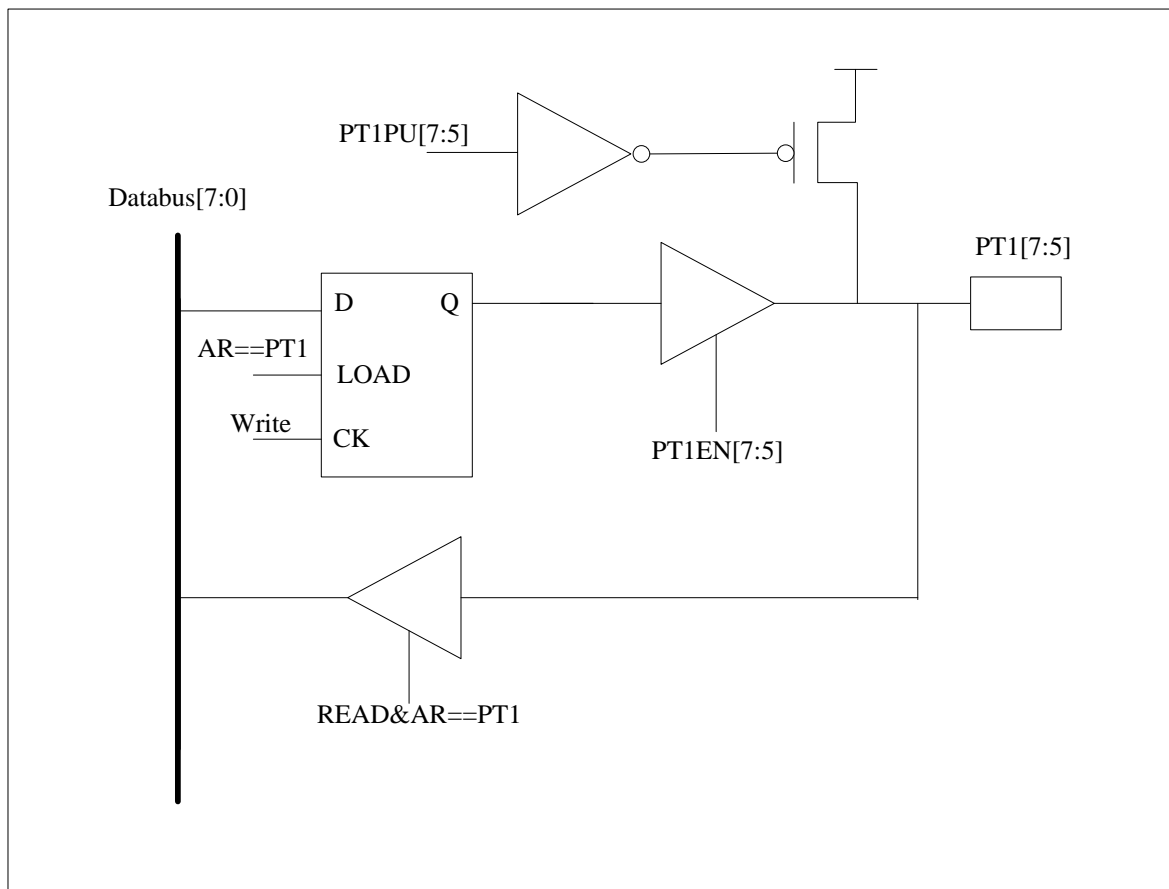 PT1PU[7:5]
Databus[7:0]
PT1[7:5]
D
Q
AR==PT1
LOAD
Write
CK
PT1EN[7:5]
READ&AR==PT1